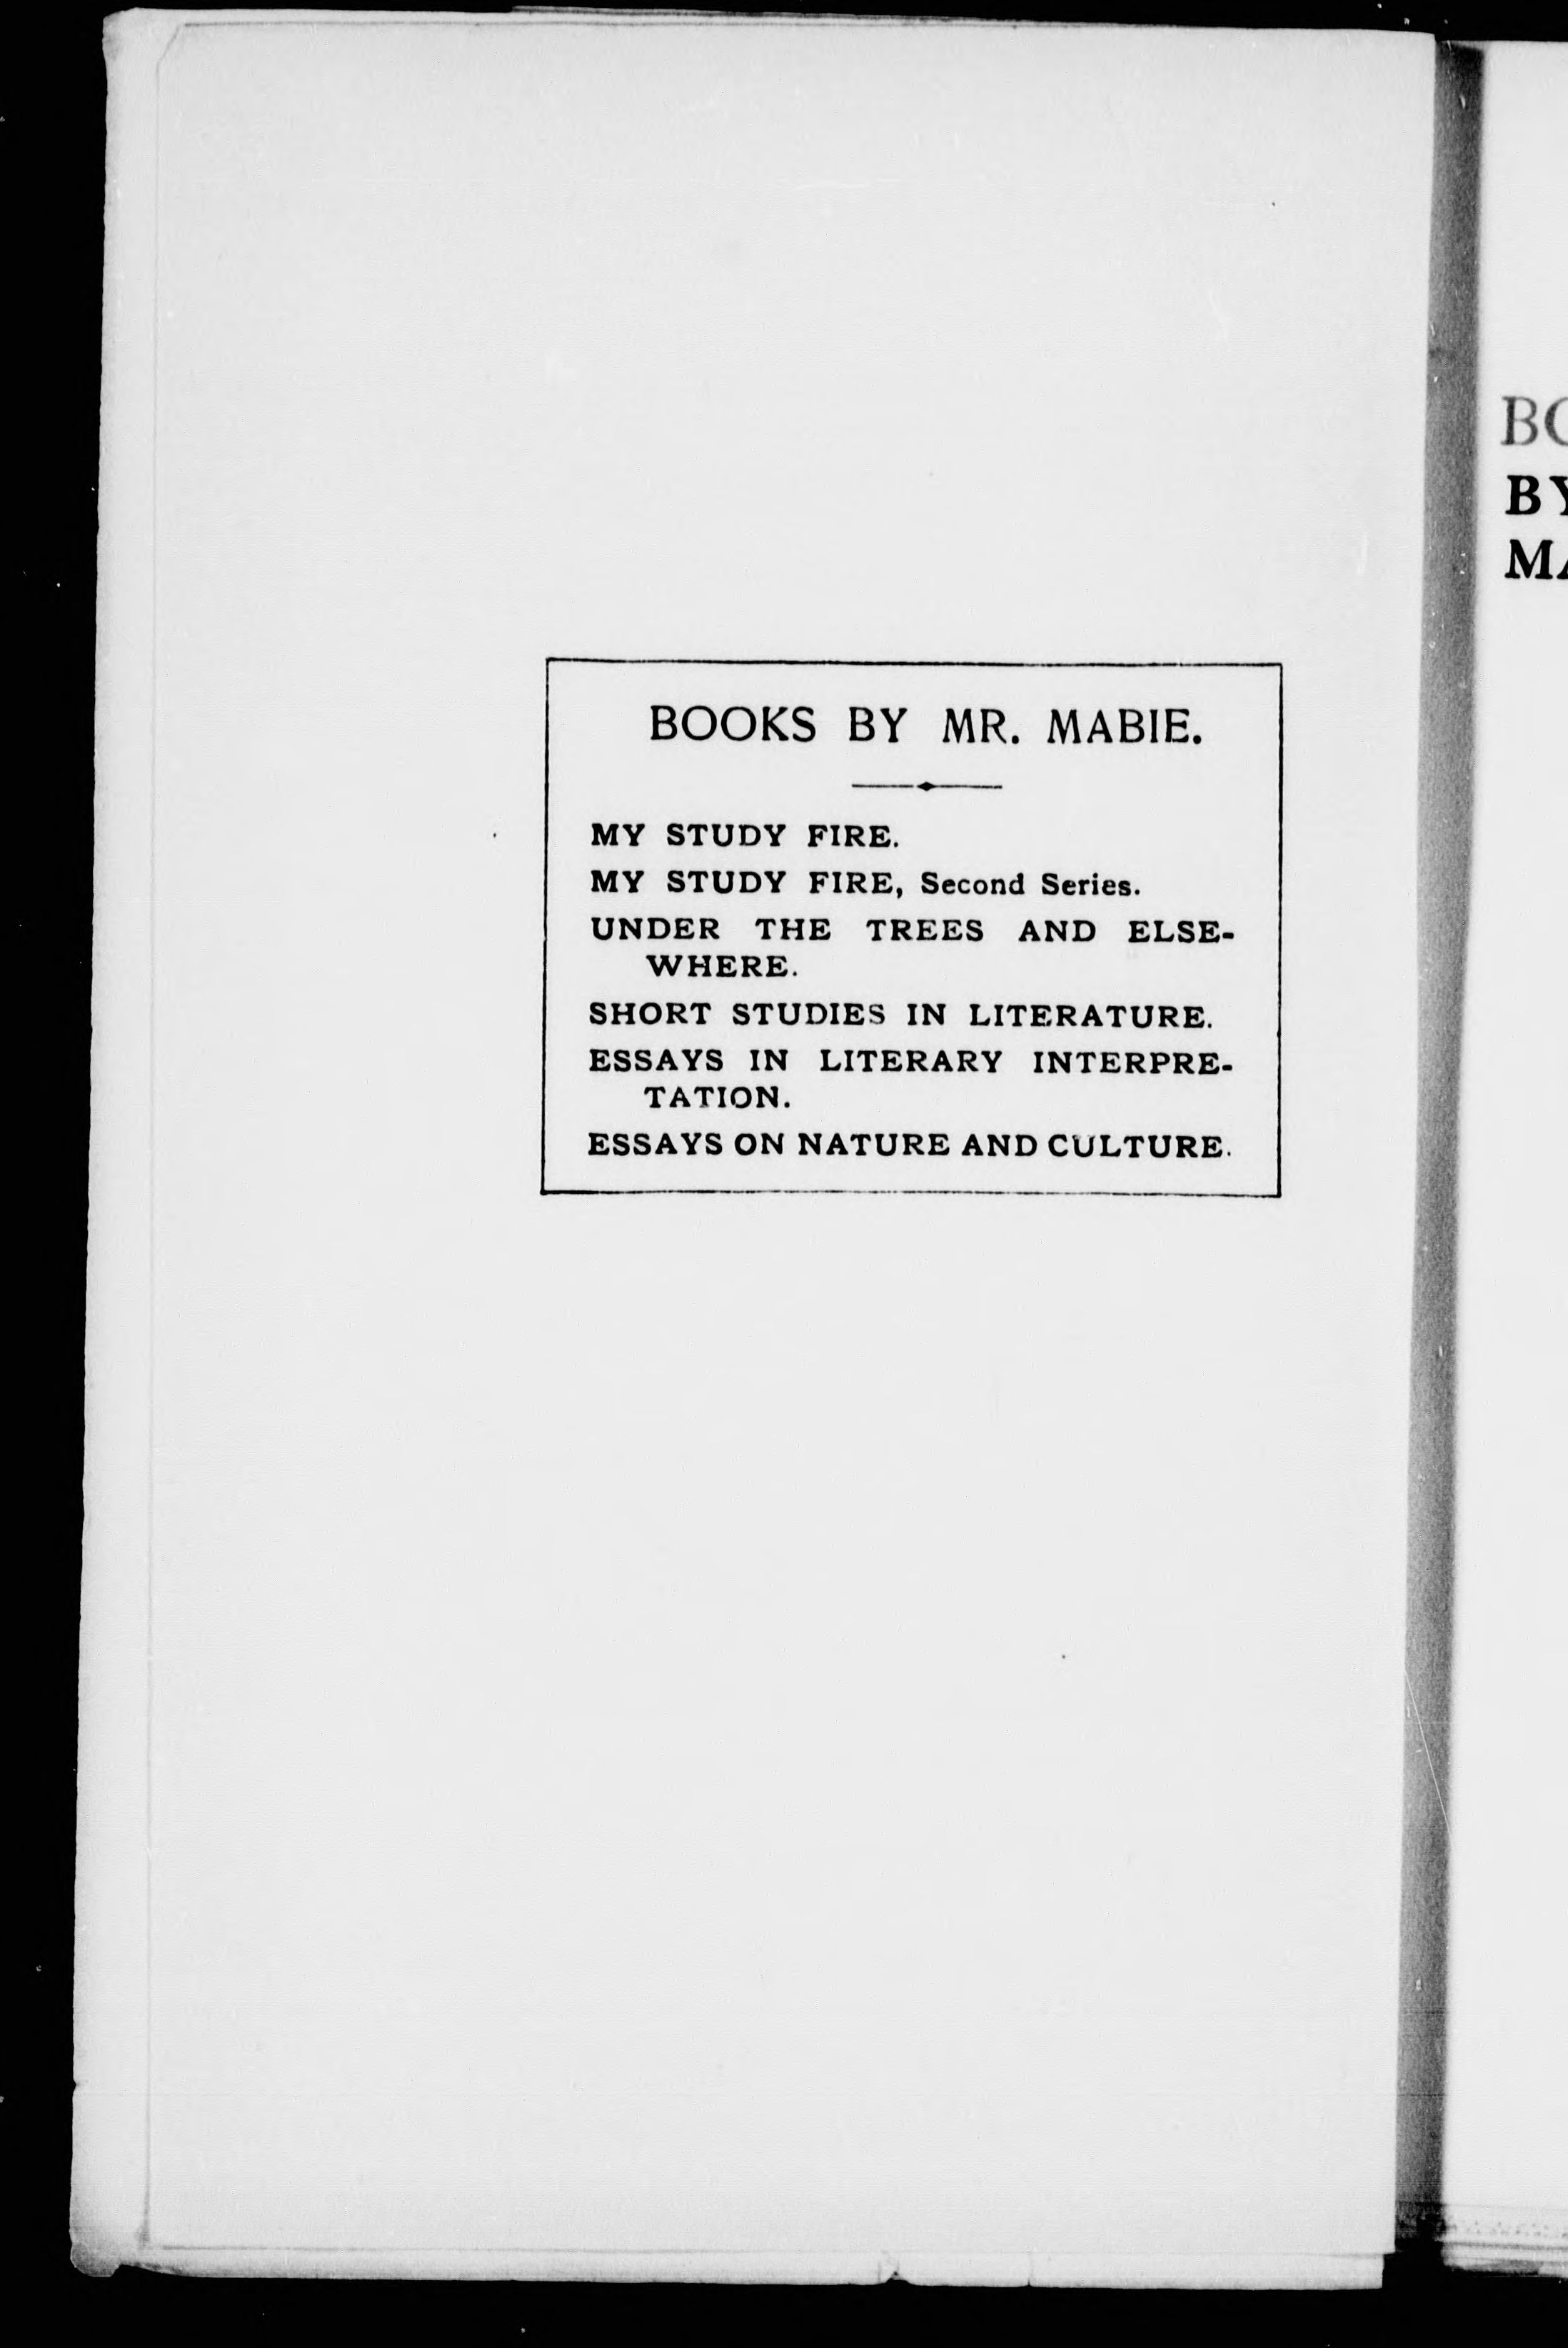 BOOKS BY MR. MABIE.
MY STUDY FIRE.
MY STUDY FIRE, Second Series.
UNDER THE TREES AND ELSE-
WHERE.
SHORT STUDIES IN LITERATURE.
ESSAYS IN LITERARY INTERPRE-
TATION.
ESSAYS ON NATURE AND CULTURE.
BY